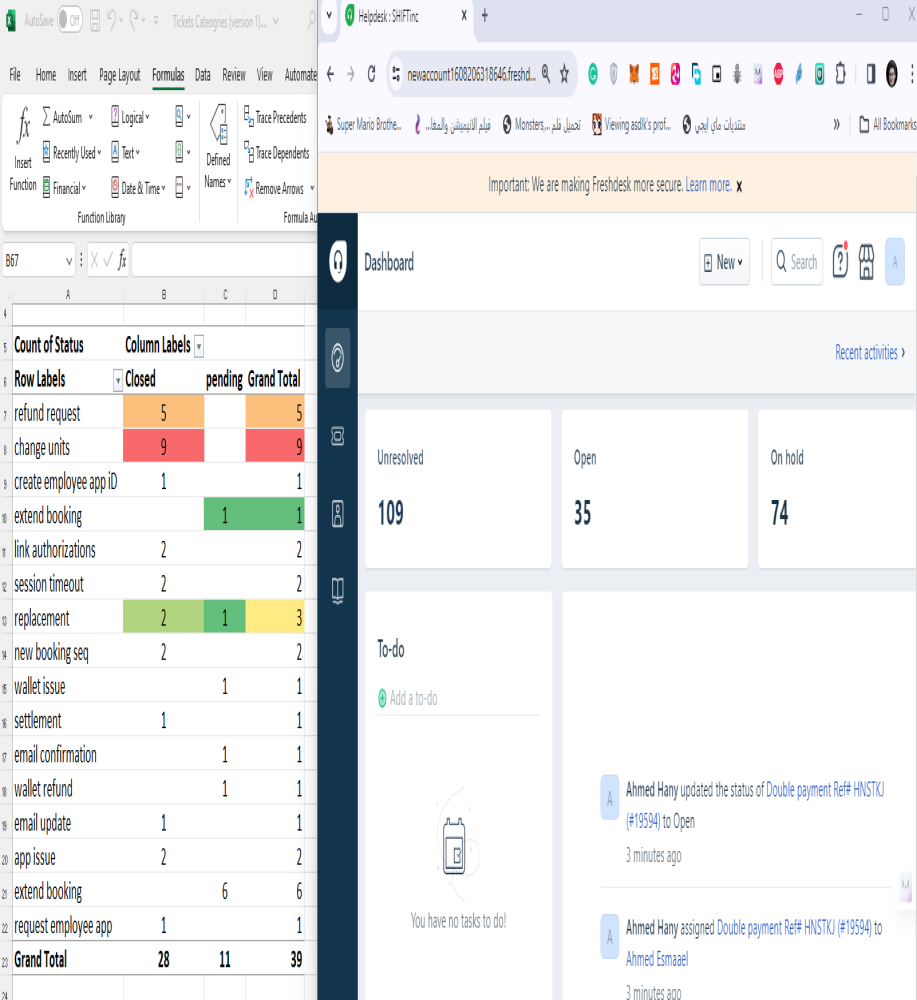 AutoSave Off Tickets Cateogries (version 1)...
File Home Insert Page Layout Formulas Data Review View Automate
fx
Insert
Function
AutoSum
Recently Used
Financial
Logical
Text
Date & Time
Function Library
Defined
Names
Trace Precedents
Trace Dependents
Remove Arrows
Formula Au
B67 fx
A B C D
4
5 Count of Status Column Labels
6 Row Labels Closed pending Grand Total
7 refund request 5 5
8 change units 9 9
9 create employee app iD 1 1
10 extend booking 1 1
11 link authorizations 2 2
12 session timeout 2 2
13 replacement 2 1 3
14 new booking seq 2 2
15 wallet issue 1 1
16 settlement 1 1
17 email confirmation 1 1
18 wallet refund 1 1
19 email update 1 1
20 app issue 2 2
21 extend booking 6 6
22 request employee app 1 1
23 Grand Total 28 11 39
24
Helpdesk : SHIFTinc
newaccount1608206318646.freshd...
Super Mario Brothe...
فيلم الانيميشن والمغا...
تحميل فلم ...Monsters
Viewing asdlk's prof...
منتديات ماي ايجي
All Bookmarks
Important: We are making Freshdesk more secure. Learn more. x
Dashboard
New
Search
A
Recent activities >
Unresolved
109
Open
35
On hold
74
To-do
Add a to-do
You have no tasks to do!
A
Ahmed Hany updated the status of Double payment Ref# HNSTKJ
(#19594) to Open
3 minutes ago
A
Ahmed Hany assigned Double payment Ref# HNSTKJ (#19594) to
Ahmed Esmaael
3 minutes ago